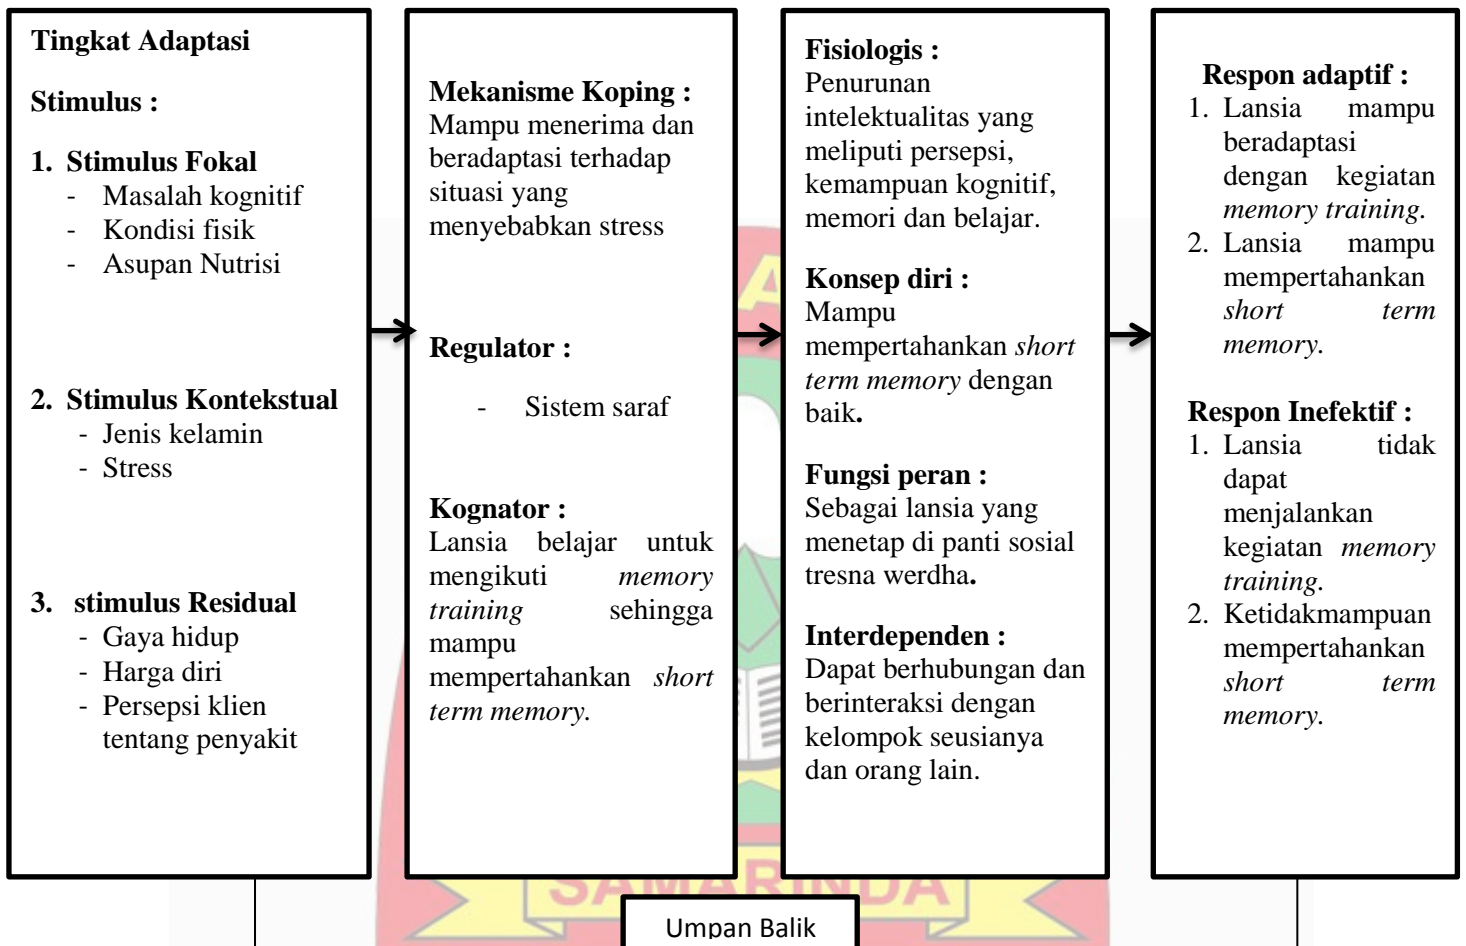 Tingkat Adaptasi
Stimulus :
1. Stimulus Fokal
- Masalah kognitif
- Kondisi fisik
- Asupan Nutrisi
2. Stimulus Kontekstual
- Jenis kelamin
- Stress
3. stimulus Residual
- Gaya hidup
- Harga diri
- Persepsi klien
tentang penyakit
Mekanisme Koping :
Mampu menerima dan
beradaptasi terhadap
situasi yang
menyebabkan stress
Regulator :
- Sistem saraf
Kognator :
Lansia belajar untuk
mengikuti memory
training sehingga
mampu
mempertahankan short
term memory.
Fisiologis :
Penurunan
intelektualitas yang
meliputi persepsi,
kemampuan kognitif,
memori dan belajar.
Konsep diri :
Mampu
mempertahankan short
term memory dengan
baik.
Fungsi peran :
Sebagai lansia yang
menetap di panti sosial
tresna werdha.
Interdependen :
Dapat berhubungan dan
berinteraksi dengan
kelompok seusianya
dan orang lain.
Respon adaptif :
1. Lansia mampu
beradaptasi
dengan kegiatan
memory training.
2. Lansia mampu
mempertahankan
short term
memory.
Respon Inefektif :
1. Lansia tidak
dapat
menjalankan
kegiatan memory
training.
2. Ketidakmampuan
mempertahankan
short term
memory.
SAMARINDA
Umpan Balik